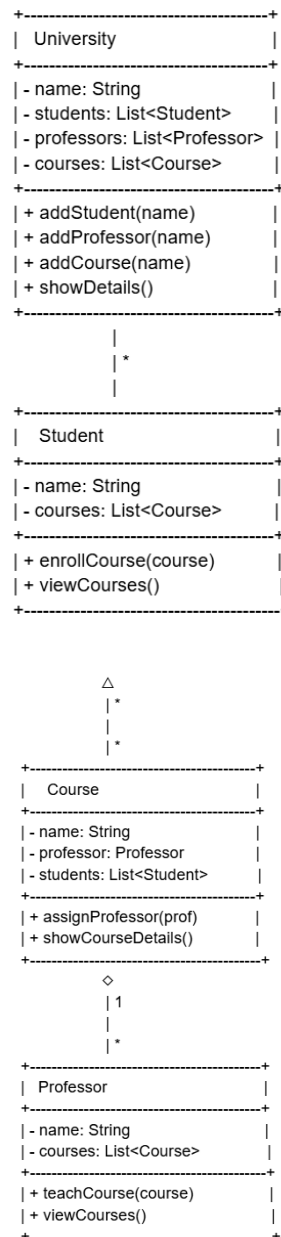 +------------------------------------------+
| University |
+------------------------------------------+
| - name: String |
| - students: List<Student> |
| - professors: List<Professor> |
| - courses: List<Course> |
+------------------------------------------+
| + addStudent(name) |
| + addProfessor(name) |
| + addCourse(name) |
| + showDetails() |
+------------------------------------------+
|
| *
|
+------------------------------------------+
| Student |
+------------------------------------------+
| - name: String |
| - courses: List<Course> |
+------------------------------------------+
| + enrollCourse(course) |
| + viewCourses() |
+------------------------------------------+
△
| *
|
| *
+------------------------------------------+
| Course |
+------------------------------------------+
| - name: String |
| - professor: Professor |
| - students: List<Student> |
+------------------------------------------+
| + assignProfessor(prof) |
| + showCourseDetails() |
+-------------------------------------------+
◇
| 1
|
| *
+-------------------------------------------+
| Professor |
+-------------------------------------------+
| - name: String |
| - courses: List<Course> |
+--------------------------------------------+
| + teachCourse(course) |
| + viewCourses() |
+---------------------------------------------+